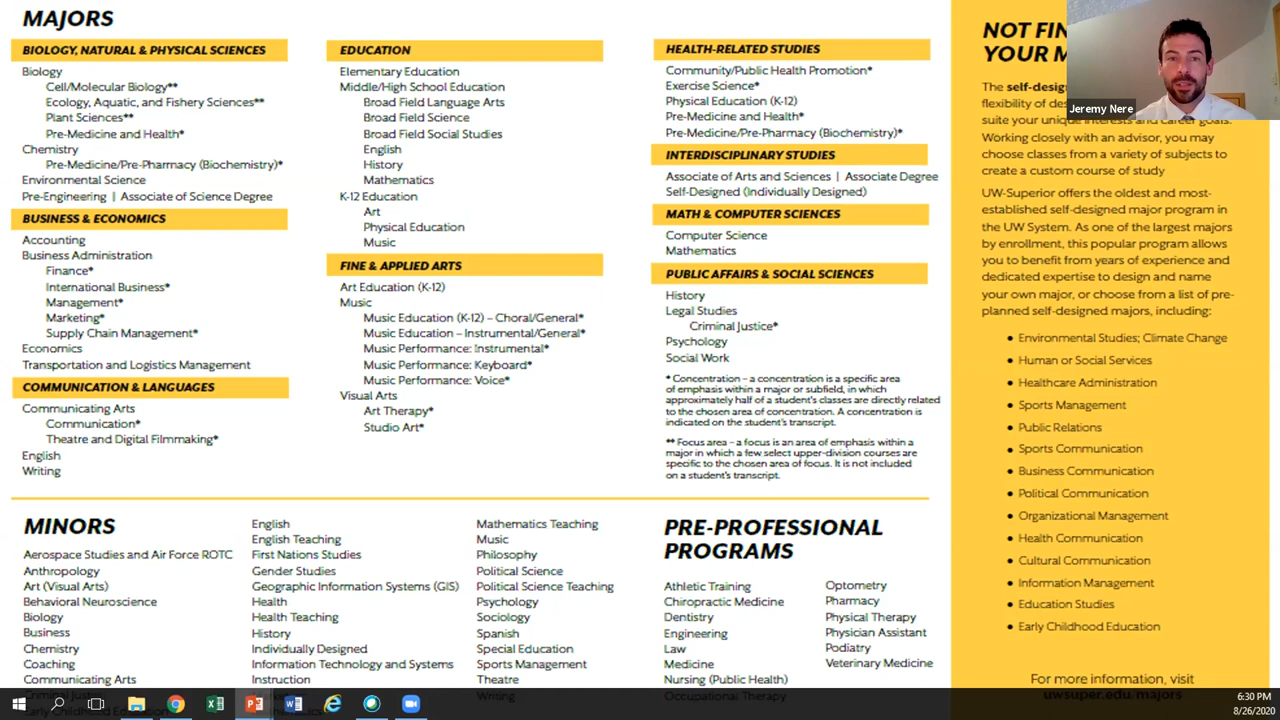 MAJORS
BIOLOGY, NATURAL & PHYSICAL SCIENCES
Biology
Cell/Molecular Biology**
Ecology, Aquatic, and Fishery Sciences**
Plant Sciences**
Pre-Medicine and Health*
Chemistry
Pre-Medicine/Pre-Pharmacy (Biochemistry)*
Environmental Science
Pre-Engineering | Associate of Science Degree
BUSINESS & ECONOMICS
Accounting
Business Administration
Finance*
International Business*
Management*
Marketing*
Supply Chain Management*
Economics
Transportation and Logistics Management
COMMUNICATION & LANGUAGES
Communicating Arts
Communication*
Theatre and Digital Filmmaking*
English
Writing
EDUCATION
Elementary Education
Middle/High School Education
Broad Field Language Arts
Broad Field Science
Broad Field Social Studies
English
History
Mathematics
K-12 Education
Art
Physical Education
Music
FINE & APPLIED ARTS
Art Education (K-12)
Music
Music Education (K-12) – Choral/General*
Music Education – Instrumental/General*
Music Performance: Instrumental*
Music Performance: Keyboard*
Music Performance: Voice*
Visual Arts
Art Therapy*
Studio Art*
HEALTH-RELATED STUDIES
Community/Public Health Promotion*
Exercise Science*
Physical Education (K-12)
Pre-Medicine and Health*
Pre-Medicine/Pre-Pharmacy (Biochemistry)*
INTERDISCIPLINARY STUDIES
Associate of Arts and Sciences | Associate Degree
Self-Designed (Individually Designed)
MATH & COMPUTER SCIENCES
Computer Science
Mathematics
PUBLIC AFFAIRS & SOCIAL SCIENCES
History
Legal Studies
Criminal Justice*
Psychology
Social Work
* Concentration – a concentration is a specific area
of emphasis within a major or subfield, in which
approximately half of a student's classes are directly related
to the chosen area of concentration. A concentration is
indicated on the student's transcript.
** Focus area – a focus is an area of emphasis within a
major in which a few select upper-division courses are
specific to the chosen area of focus. It is not included
on a student's transcript.
MINORS
Aerospace Studies and Air Force ROTC
Anthropology
Art (Visual Arts)
Behavioral Neuroscience
Biology
Business
Chemistry
Coaching
Communicating Arts
English
English Teaching
First Nations Studies
Gender Studies
Geographic Information Systems (GIS)
Health
Health Teaching
History
Individually Designed
Information Technology and Systems
Instruction
Mathematics Teaching
Music
Philosophy
Political Science
Political Science Teaching
Psychology
Sociology
Spanish
Special Education
Sports Management
Theatre
Writing
PRE-PROFESSIONAL
PROGRAMS
Athletic Training
Chiropractic Medicine
Dentistry
Engineering
Law
Medicine
Nursing (Public Health)
Occupational Therapy
Optometry
Pharmacy
Physical Therapy
Physician Assistant
Podiatry
Veterinary Medicine
NOT
YOUR
The
flexibility of
suite your unique interests and career goals.
Working closely with an advisor, you may
choose classes from a variety of subjects to
create a custom course of study
UW-Superior offers the oldest and most-
established self-designed major program in
the UW System. As one of the largest majors
by enrollment, this popular program allows
you to benefit from years of experience and
dedicated expertise to design and name
your own major, or choose from a list of pre-
planned self-designed majors, including:
• Environmental Studies; Climate Change
• Human or Social Services
• Healthcare Administration
• Sports Management
• Public Relations
• Sports Communication
• Business Communication
• Political Communication
• Organizational Management
• Health Communication
• Cultural Communication
• Information Management
• Education Studies
• Early Childhood Education
For more information, visit
uwsuper.edu/majors
Jeremy Nere
6:30 PM
8/26/2020